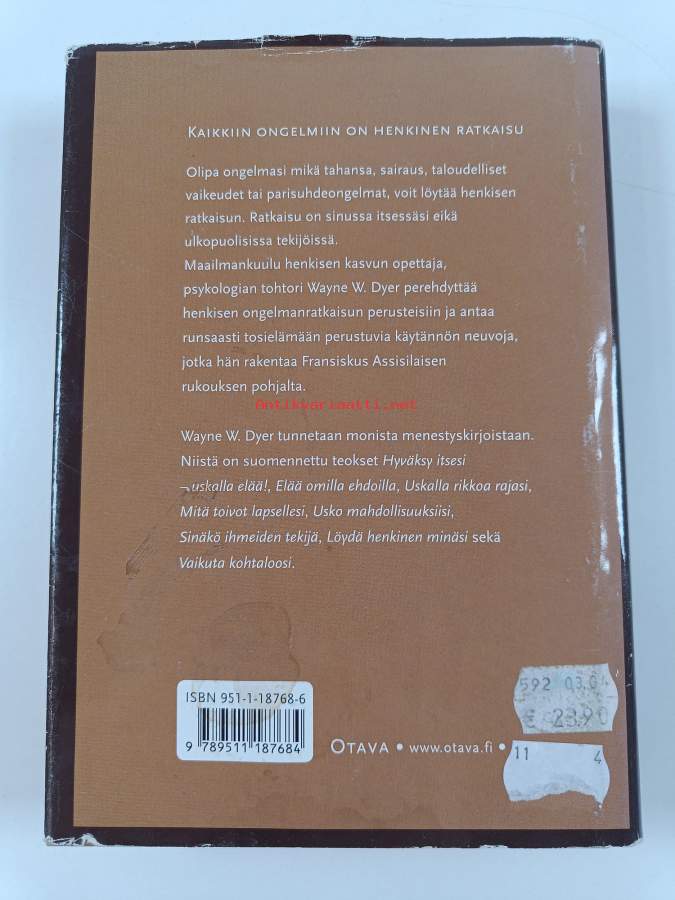 KAIKKIIN ONGELMIIN ON HENKINEN RATKAISU
Olipa ongelmasi mikä tahansa, sairaus, taloudelliset
vaikeudet tai parisuhdeongelmat, voit löytää henkisen
ratkaisun. Ratkaisu on sinussa itsessäsi eikä
ulkopuolisissa tekijöissä.
Maailmankuulu henkisen kasvun opettaja,
psykologian tohtori Wayne W. Dyer perehdyttää
henkisen ongelmanratkaisun perusteisiin ja antaa
runsaasti tosielämään perustuvia käytännön neuvoja,
jotka hän rakentaa Fransiskus Assisilaisen
rukouksen pohjalta.
Antikvariaatti.net
Wayne W. Dyer tunnetaan monista menestyskirjoistaan.
Niistä on suomennettu teokset Hyväksy itsesi
¬ uskalla elää!, Elää omilla ehdoilla, Uskalla rikkoa rajasi,
Mitä toivot lapsellesi, Usko mahdollisuuksiisi,
Sinäkö ihmeiden tekijä, Löydä henkinen minäsi sekä
Vaikuta kohtaloosi.
ISBN 951-1-18768-6
9 789511 187684
OTAVA • www.otava.fi •
592 03.04
€ 23.90
11 4